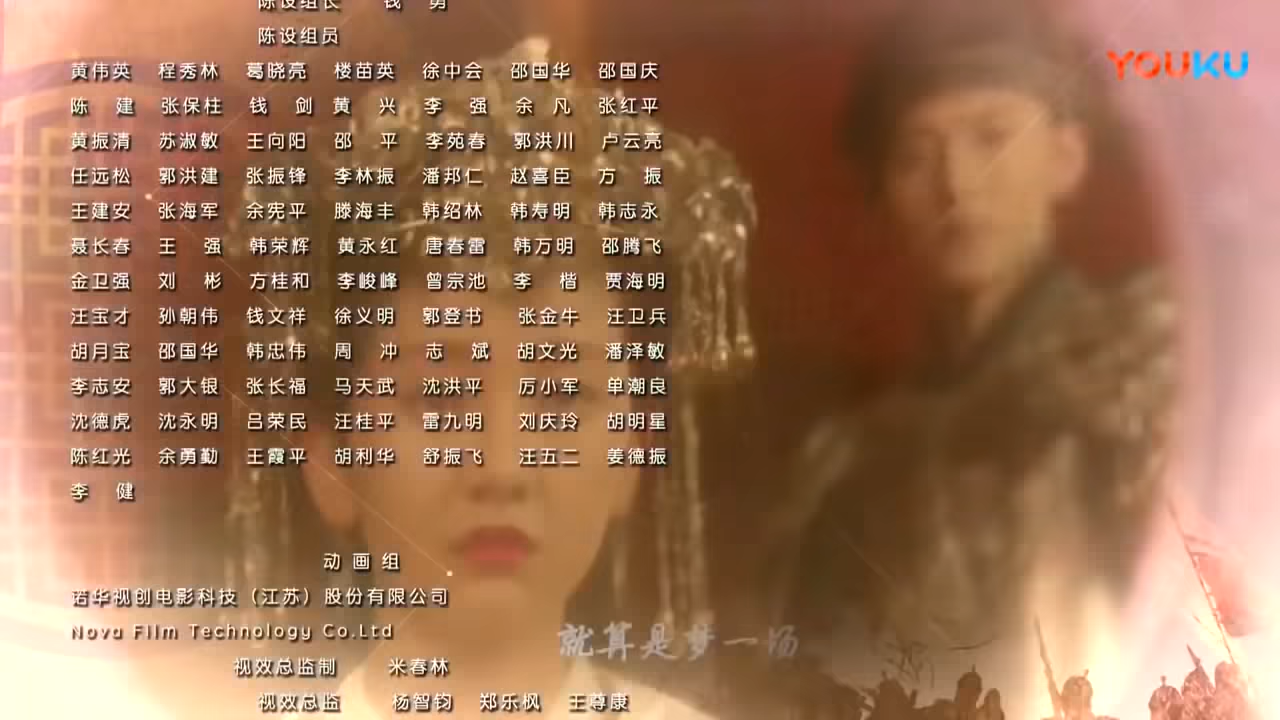 陈设组长 钱 勇
陈设组员
YOUKU
黄伟英 程秀林 葛晓亮 楼苗英 徐中会 邵国华 邵国庆
陈 建 张保柱 钱 剑 黄 兴 李 强 余 凡 张红平
黄振清 苏淑敏 王向阳 邵 平 李苑春 郭洪川 卢云亮
任远松 郭洪建 张振锋 李林振 潘邦仁 赵喜臣 方 振
王建安 张海军 余宪平 滕海丰 韩绍林 韩寿明 韩志永
聂长春 王 强 韩荣辉 黄永红 唐春雷 韩万明 邵腾飞
金卫强 刘 彬 方桂和 李峻峰 曾宗池 李 楷 贾海明
汪宝才 孙朝伟 钱文祥 徐义明 郭登书 张金牛 汪卫兵
胡月宝 邵国华 韩忠伟 周 冲 志 斌 胡文光 潘泽敏
李志安 郭大银 张长福 马天武 沈洪平 厉小军 单潮良
沈德虎 沈永明 吕荣民 汪桂平 雷九明 刘庆玲 胡明星
陈红光 余勇勤 王霞平 胡利华 舒振飞 汪五二 姜德振
李 健
动 画 组
诺华视创电影科技（江苏）股份有限公司
Nova Film Technology Co.Ltd
就算是梦一场
视效总监制 米春林
视效总监 杨智钧 郑乐枫 王尊康